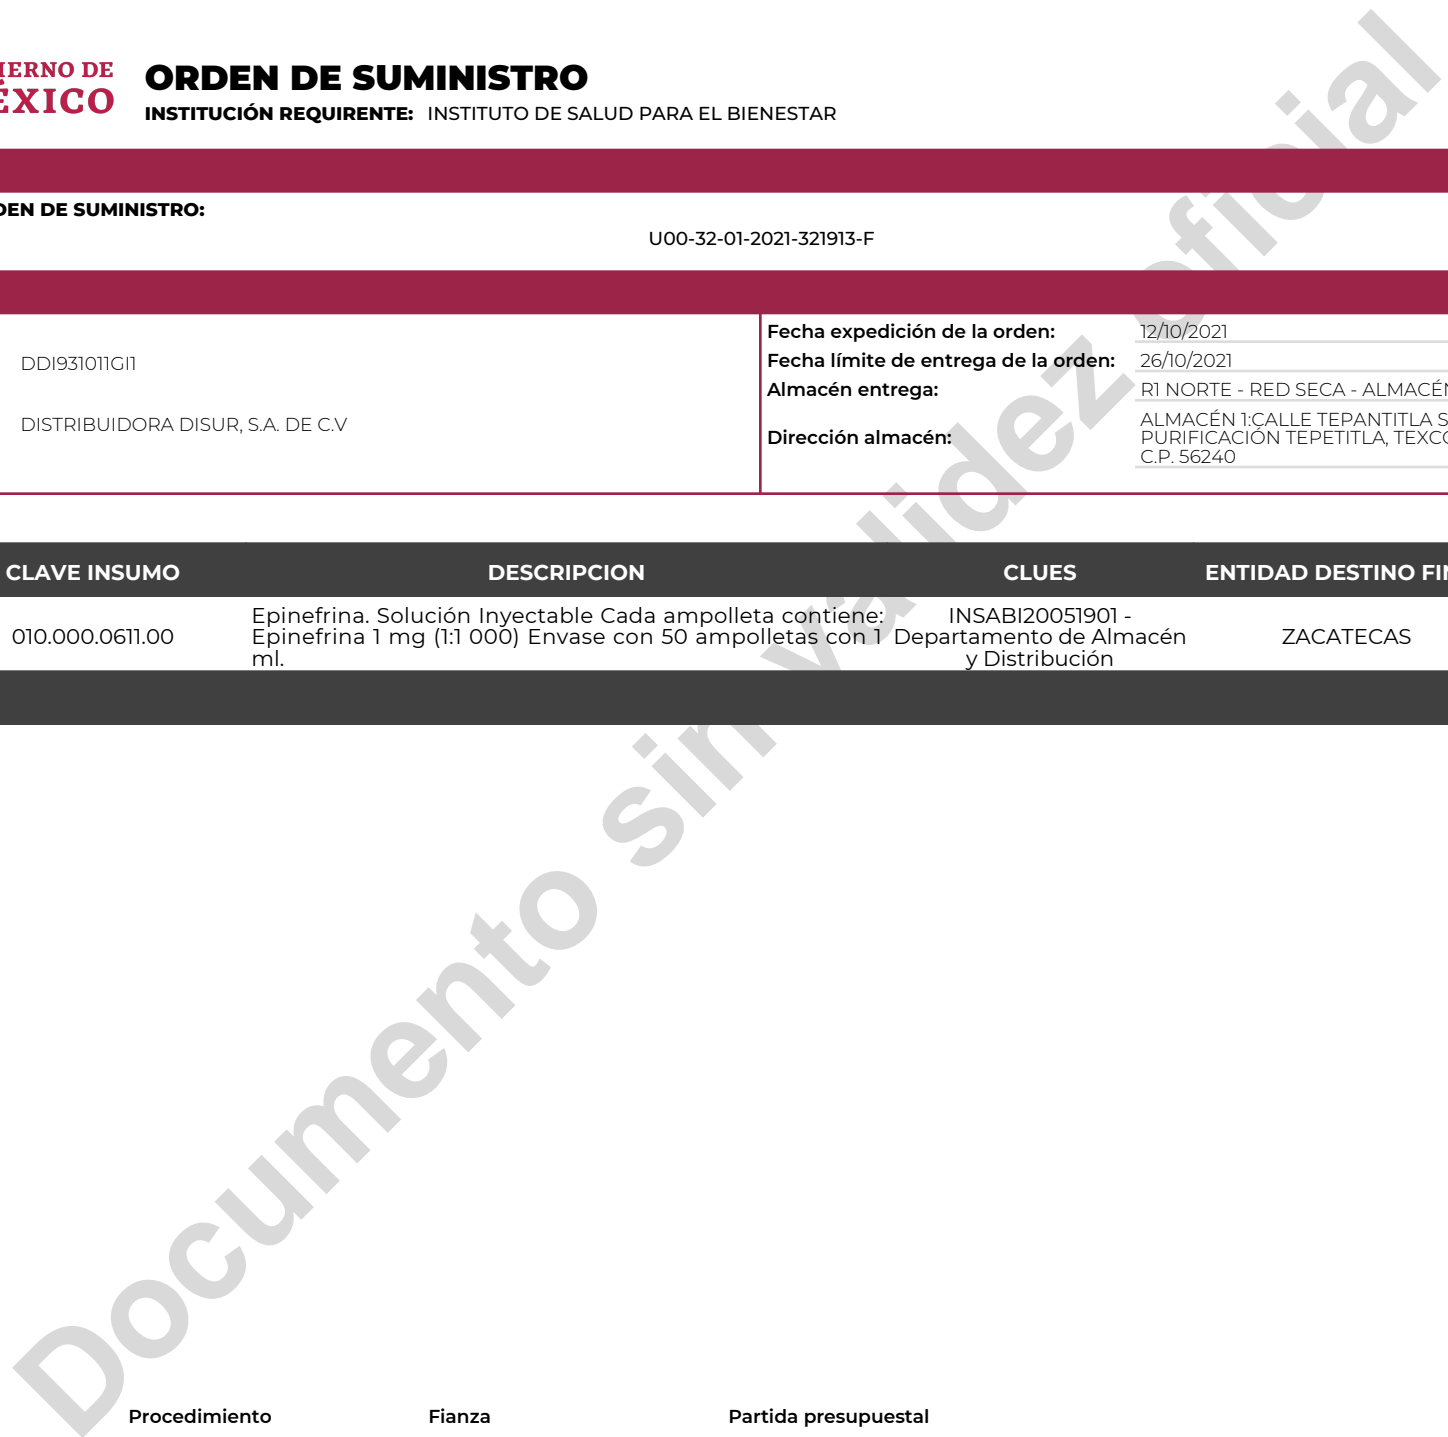 IERNO DE
ÉXICO
ORDEN DE SUMINISTRO
INSTITUCIÓN REQUIRENTE: INSTITUTO DE SALUD PARA EL BIENESTAR
DEN DE SUMINISTRO:
U00-32-01-2021-321913-F
DDI931011GI1
DISTRIBUIDORA DISUR, S.A. DE C.V
Fecha expedición de la orden: 12/10/2021
Fecha límite de entrega de la orden: 26/10/2021
Almacén entrega: R1 NORTE - RED SECA - ALMACÉN
Dirección almacén: ALMACÉN 1:CALLE TEPANTITLA S
PURIFICACIÓN TEPETITLA, TEXCO
C.P. 56240
CLAVE INSUMO DESCRIPCION CLUES ENTIDAD DESTINO FIN
010.000.0611.00
Epinefrina. Solución Inyectable Cada ampolleta contiene:
Epinefrina 1 mg (1:1 000) Envase con 50 ampolletas con 1
ml.
INSABI20051901 -
Departamento de Almacén
y Distribución
ZACATECAS
Documento sin validez oficial
Procedimiento Fianza Partida presupuestal